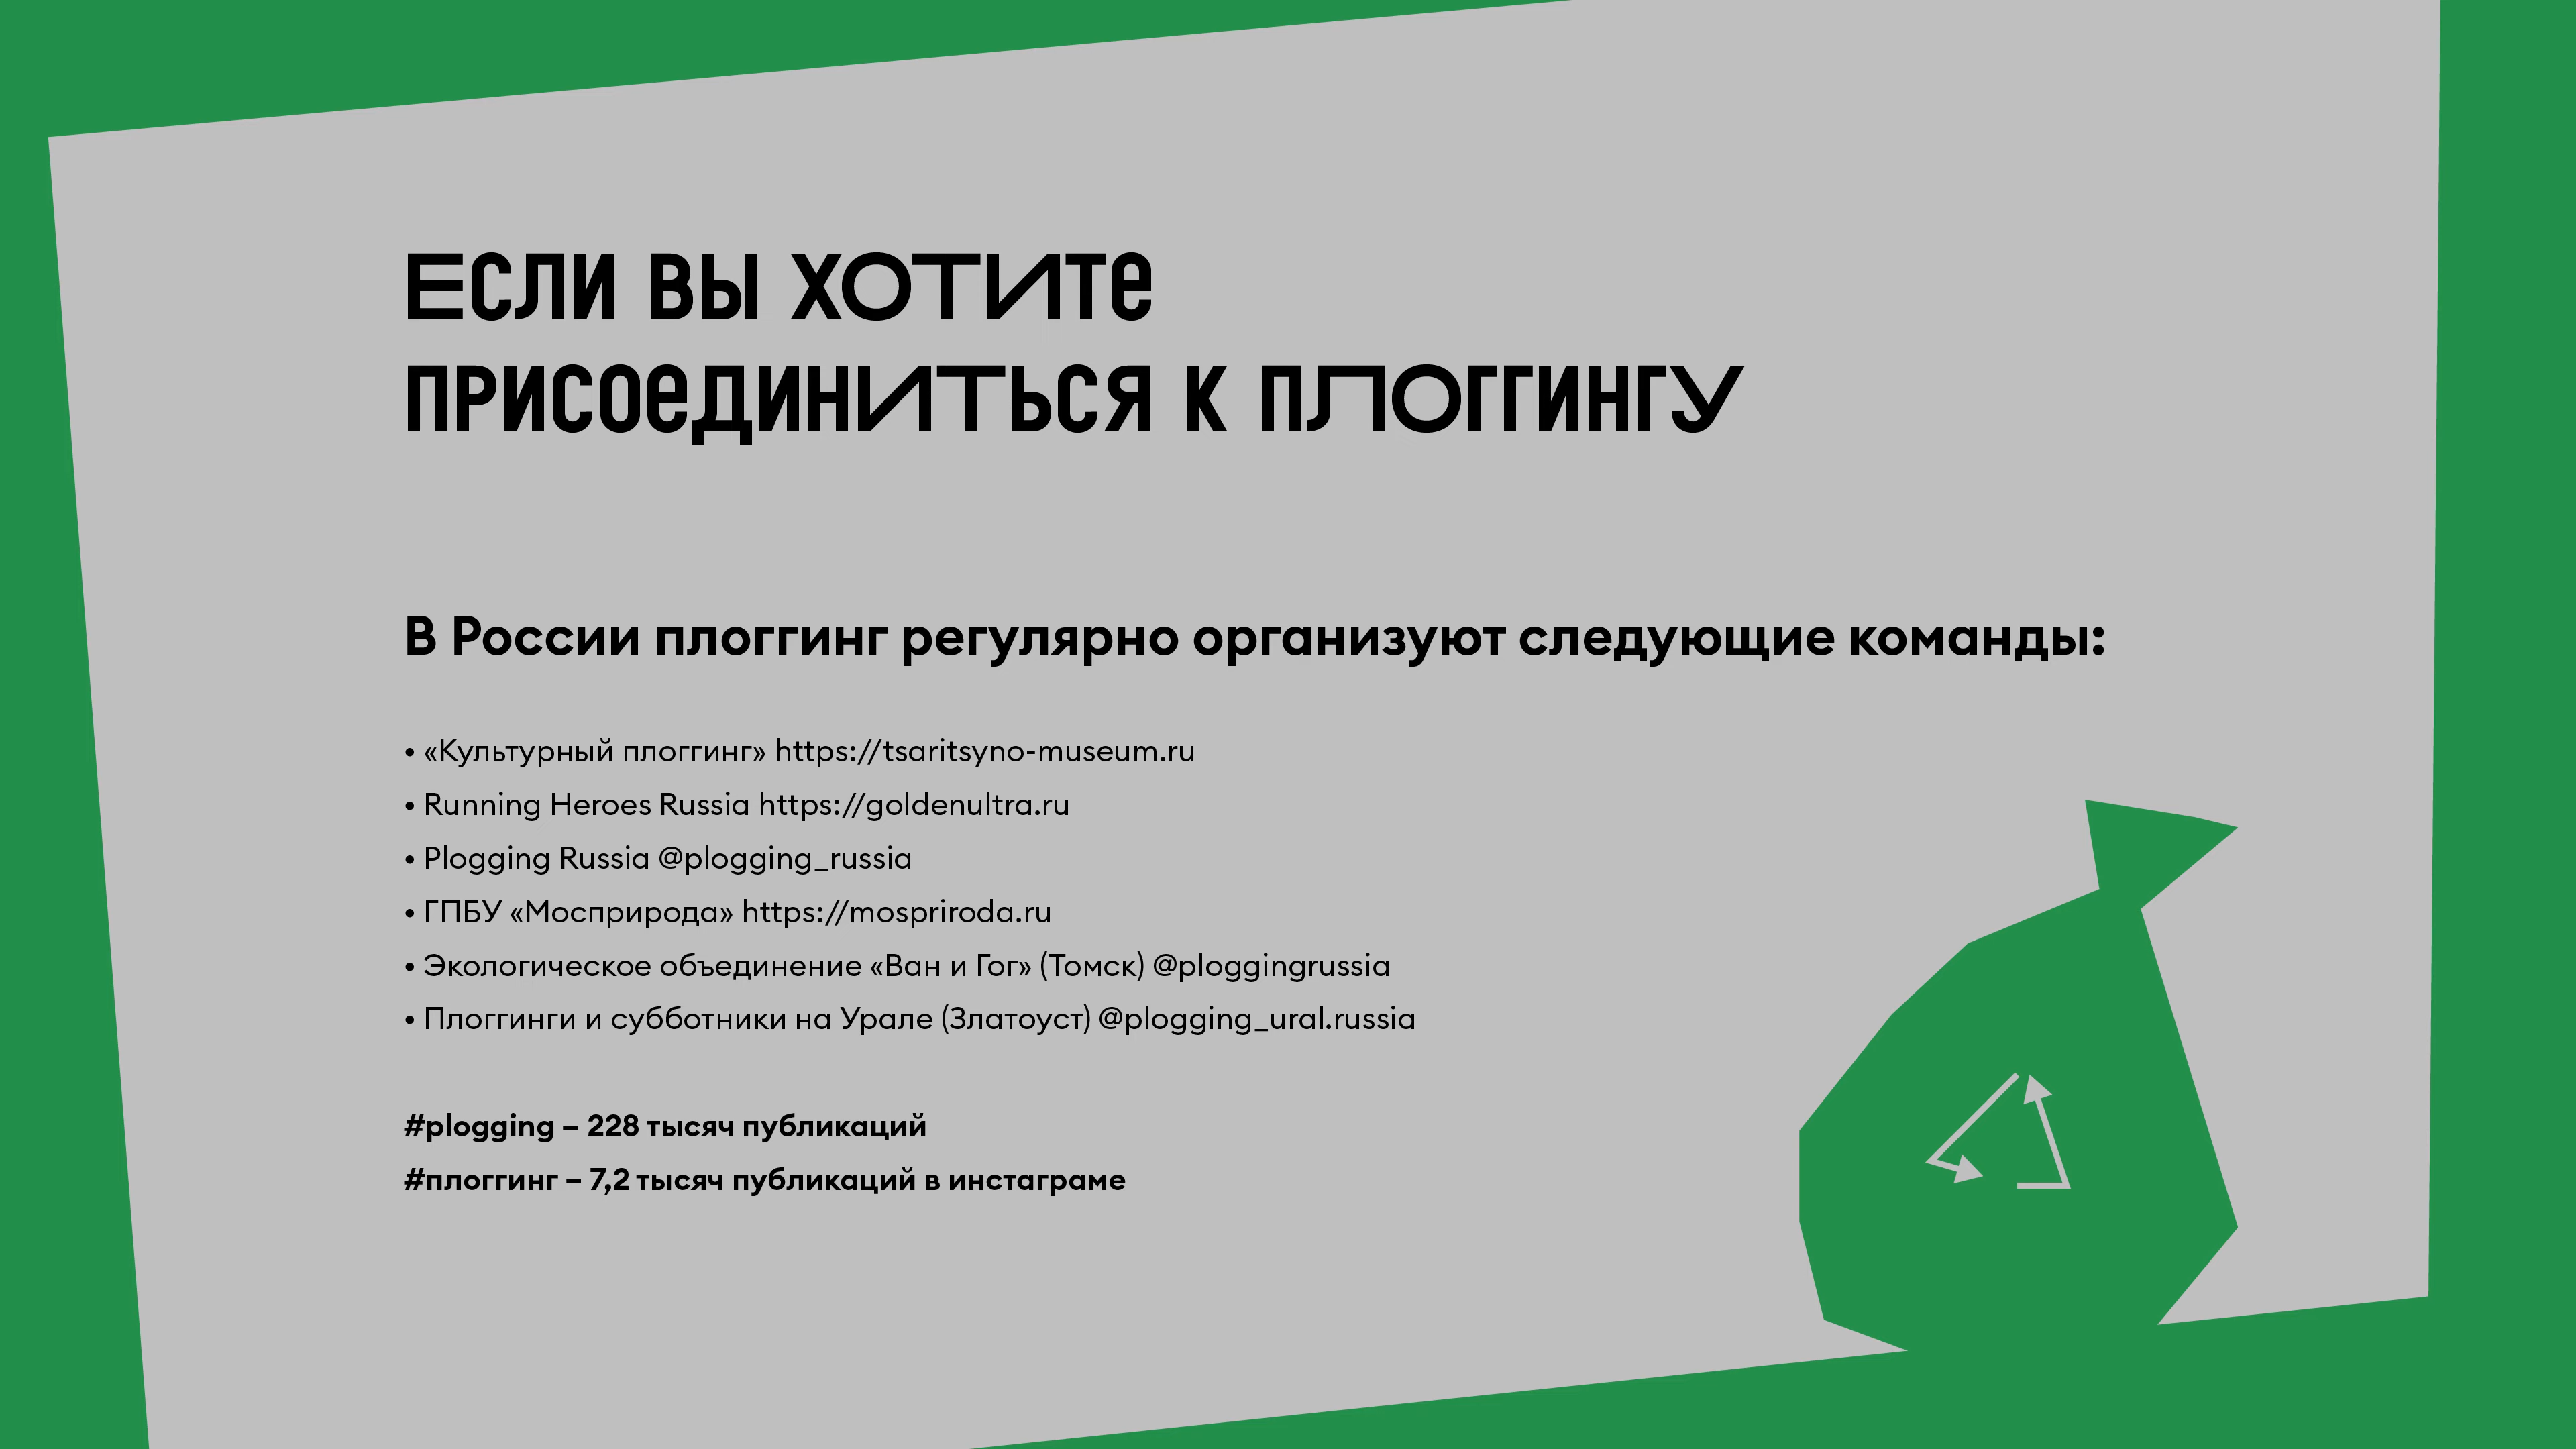 Если вы хотите
присоединиться к плоггингу
В России плоггинг регулярно организуют следующие команды:
• «Культурный плоггинг» https://tsaritsyno-museum.ru
• Running Heroes Russia https://goldenultra.ru
• Plogging Russia @plogging_russia
• ГПБУ «Мосприрода» https://mospriroda.ru
• Экологическое объединение «Ван и Гог» (Томск) @ploggingrussia
• Плоггинги и субботники на Урале (Златоуст) @plogging_ural.russia
#plogging – 228 тысяч публикаций
#плоггинг – 7,2 тысяч публикаций в инстаграме